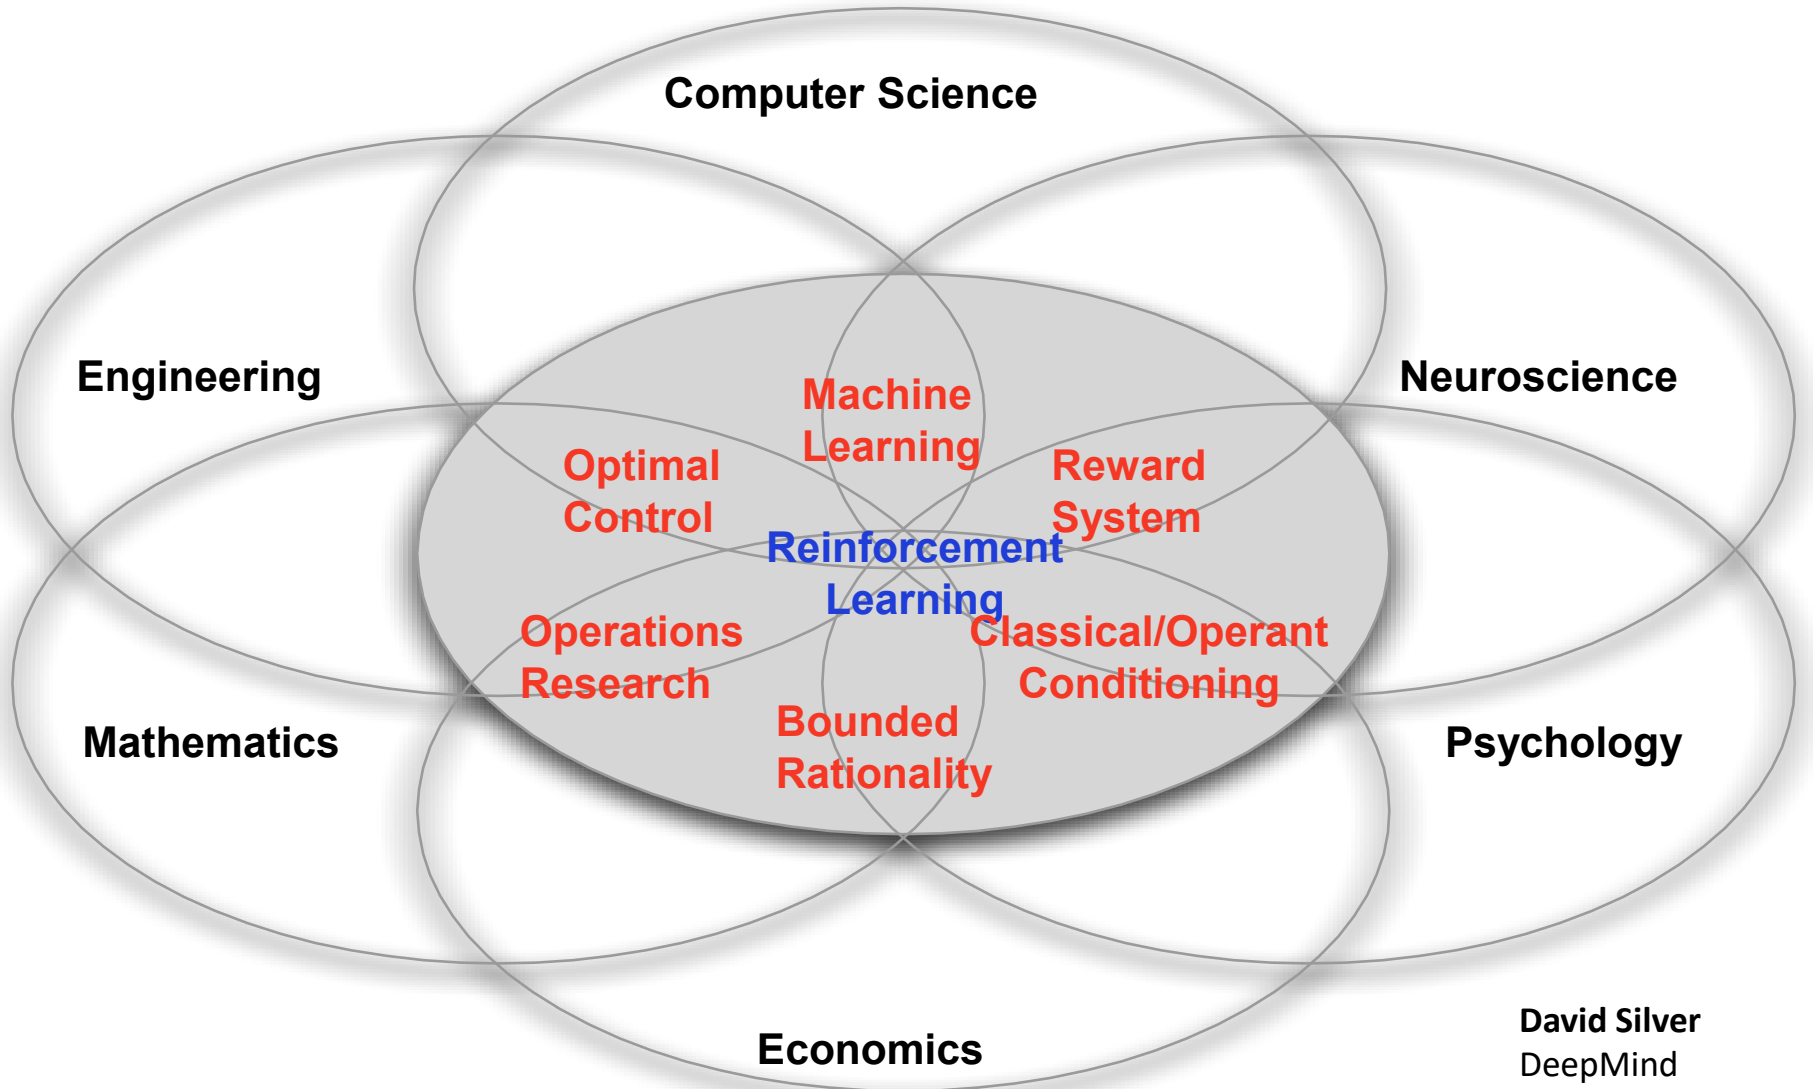 Computer Science
Engineering
Neuroscience
Machine
Learning
Optimal
Control
Reward
System
Reinforcement
Learning
Operations
Research
Classical/Operant
Conditioning
Bounded
Rationality
Mathematics
Psychology
Economics
David Silver
DeepMind